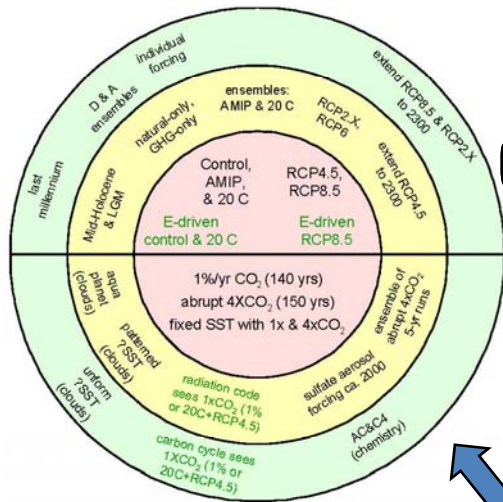 individual
forcing
D & A
ensembles
last
millennium
extend RCP8.5 & RCP2.X
to 2300
natural-only,
GHG-only
ensembles:
AMIP & 20 C
RCP2.X,
RCP6
Mid-Holocene
& LGM
extend RCP4.5
to 2300
Control,
AMIP,
& 20 C
RCP4.5,
RCP8.5
E-driven
control & 20 C
E-driven
RCP8.5
1%/yr CO₂ (140 yrs)
abrupt 4XCO₂ (150 yrs)
fixed SST with 1x & 4xCO₂
aqua
planet
(clouds)
patterned
?SST
(clouds)
unform
?SST
(clouds)
radiation code
sees 1xCO₂ (1%
or 20C+RCP4.5)
carbon cycle sees
1XCO₂ (1% or
20C+RCP4.5)
sulfate aerosol
forcing ca. 2000
ensemble of
abrupt 4xCO₂
5-yr runs
AC&C4
(chemistry)